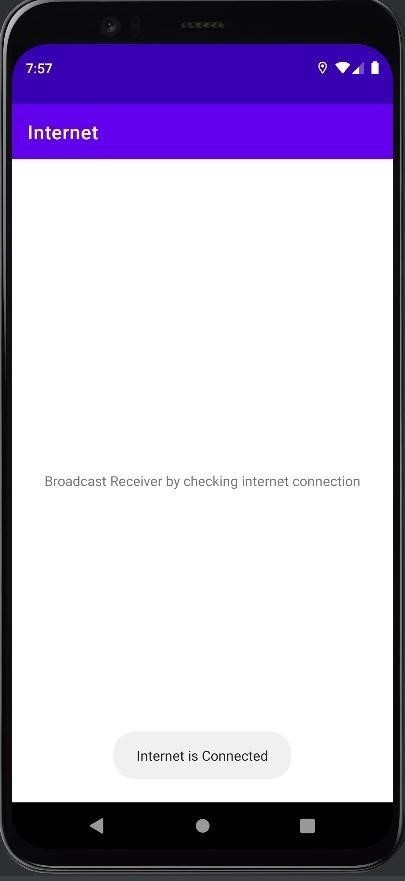 7:57
Internet
Broadcast Receiver by checking internet connection
Internet is Connected